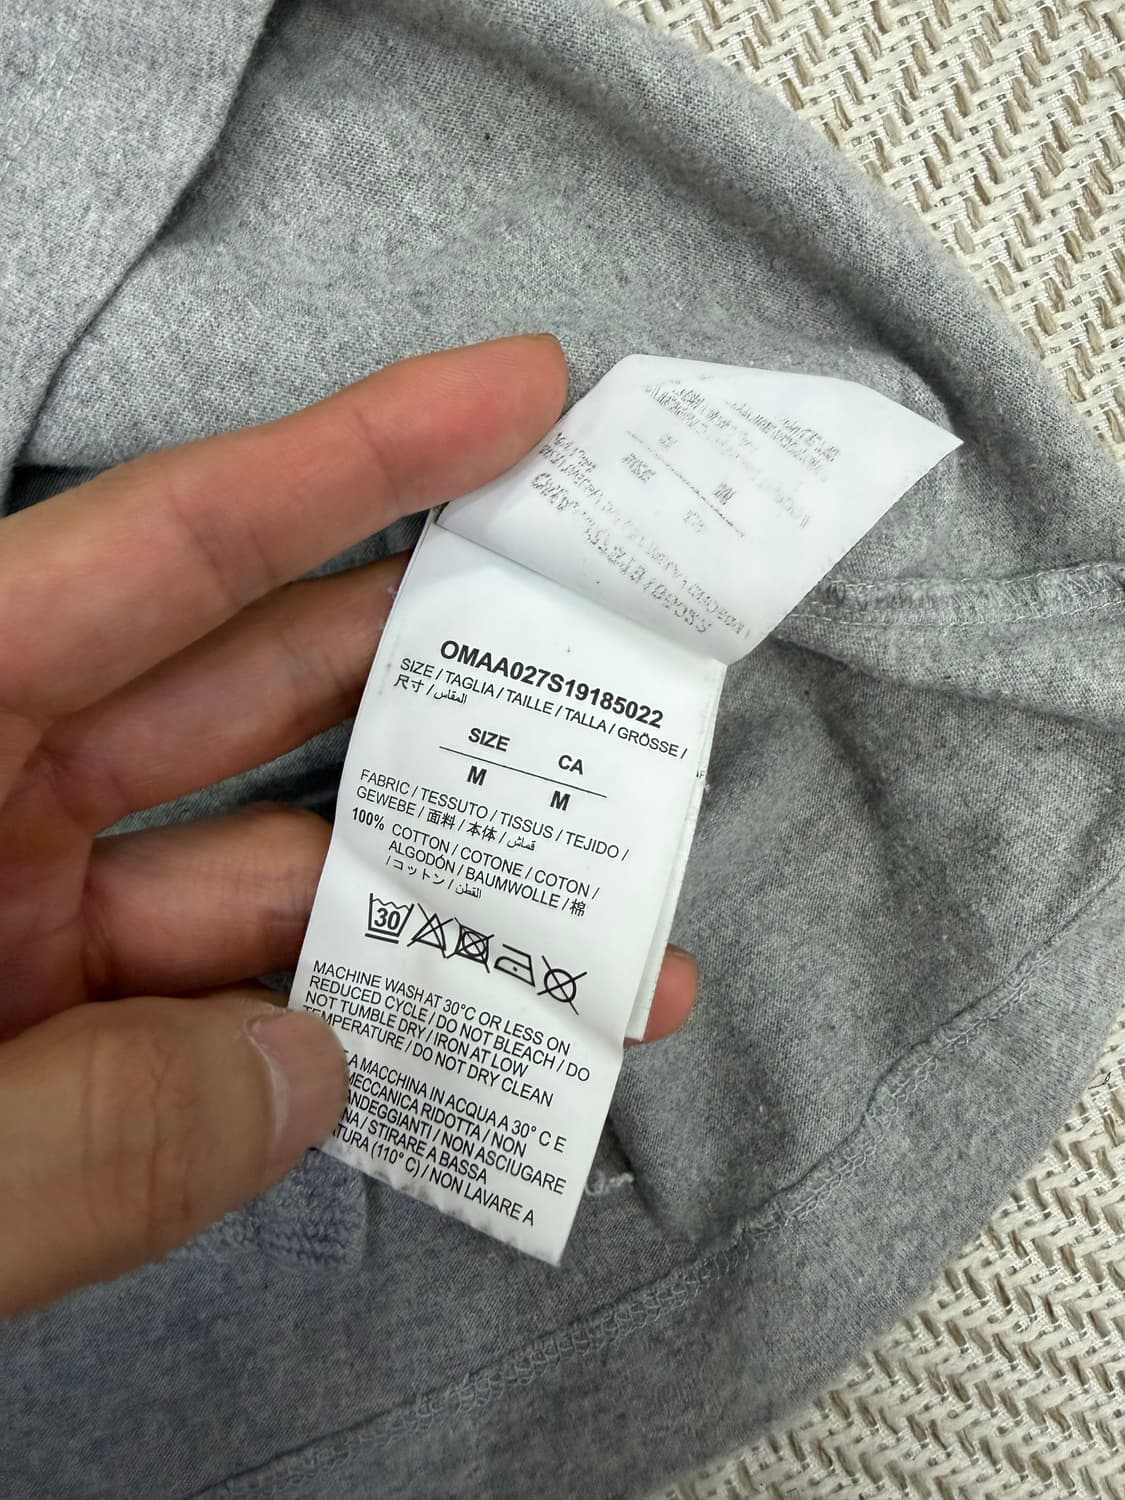 OMAA027S19185022
SIZE / TAGLIA / TAILLE / TALLA / GRÖSSE /
尺寸 / المقاس
SIZE CA
M M
FABRIC / TESSUTO / TISSUS / TEJIDO /
GEWEBE / 面料 / 本体 / قماش
100% COTTON / COTONE / COTON /
ALGODÓN / BAUMWOLLE / 棉
/ コットン / القطن
30
MACHINE WASH AT 30°C OR LESS ON
REDUCED CYCLE / DO NOT BLEACH / DO
NOT TUMBLE DRY / IRON AT LOW
TEMPERATURE / DO NOT DRY CLEAN
A MACCHINA IN ACQUA A 30° C E
MECCANICA RIDOTTA / NON
ANDEGGIANTI / NON ASCIUGARE
NA / STIRARE A BASSA
TURA (110° C) / NON LAVARE A